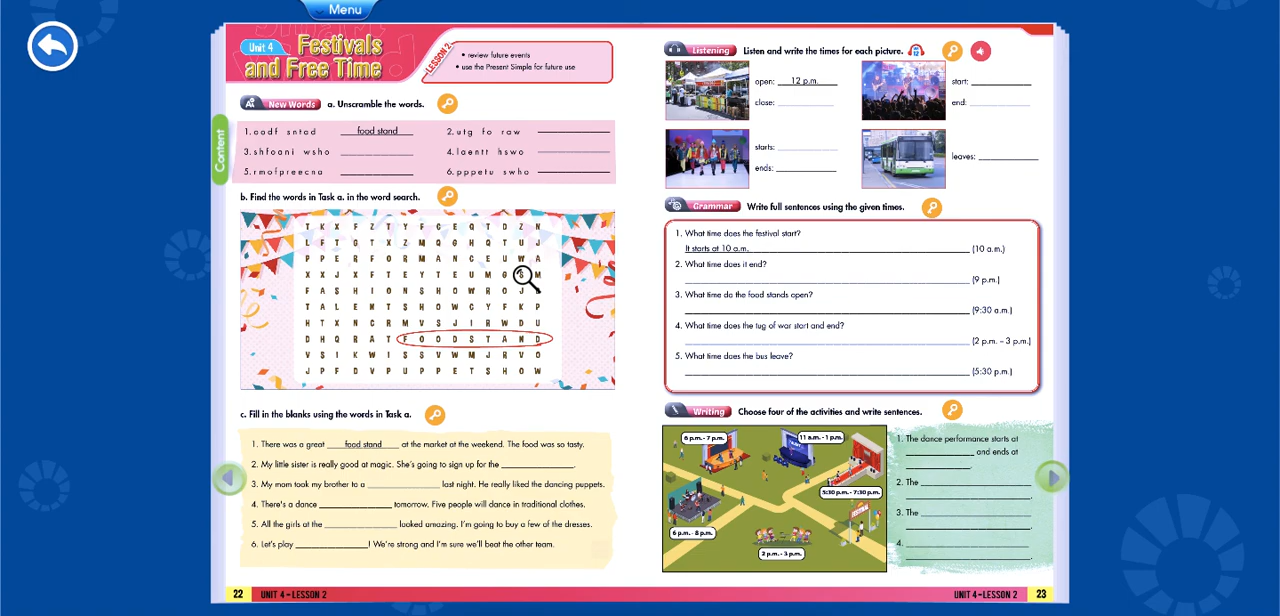 Menu
Unit 4
Festivals
and Free Time
LESSON 2
• review future events
• use the Present Simple for future use
Content
New Words a. Unscramble the words.
1. o o d f s n t a d food stand
2. u t g f o r a w
3. s h f o a n i w s h o
4. l a e n t t h s w o
5. r m o f p r e e c n a
6. p p p e t u s w h o
b. Find the words in Task a. in the word search.
T K X F Z T Y F C E Q T D Z N
L F T G T X Z M Q G H Q T U J
P P E R F O R M A N C E U W A
X X J X F T E Y T E U M G S M
F A S H I O N S H O W R O J
T A L E N T S H O W C Y F K P
H T X N C R M V S J I R W D U
D H Q R A T F O O D S T A N D
V S I K W I S S V W M J R V O
J P F D V P U P P E T S H O W
c. Fill in the blanks using the words in Task a.
1. There was a great food stand at the market at the weekend. The food was so tasty.
2. My little sister is really good at magic. She's going to sign up for the .
3. My mom took my brother to a last night. He really liked the dancing puppets.
4. There's a dance tomorrow. Five people will dance in traditional clothes.
5. All the girls at the looked amazing. I'm going to buy a few of the dresses.
6. Let's play ! We're strong and I'm sure we'll beat the other team.
22 UNIT 4 – LESSON 2
Listening Listen and write the times for each picture.
12
open: 12 p.m.
close:
start:
end:
starts:
ends:
leaves:
Grammar Write full sentences using the given times.
1. What time does the festival start?
It starts at 10 a.m. (10 a.m.)
2. What time does it end?
(9 p.m.)
3. What time do the food stands open?
(9:30 a.m.)
4. What time does the tug of war start and end?
(2 p.m. – 3 p.m.)
5. What time does the bus leave?
(5:30 p.m.)
Writing Choose four of the activities and write sentences.
6 p.m. - 7 p.m.
11 a.m. - 1 p.m.
5:30 p.m. - 7:30 p.m.
6 p.m. - 8 p.m.
2 p.m. - 3 p.m.
1. The dance performance starts at
and ends at
.
2. The
.
3. The
.
4.
.
UNIT 4 – LESSON 2 23